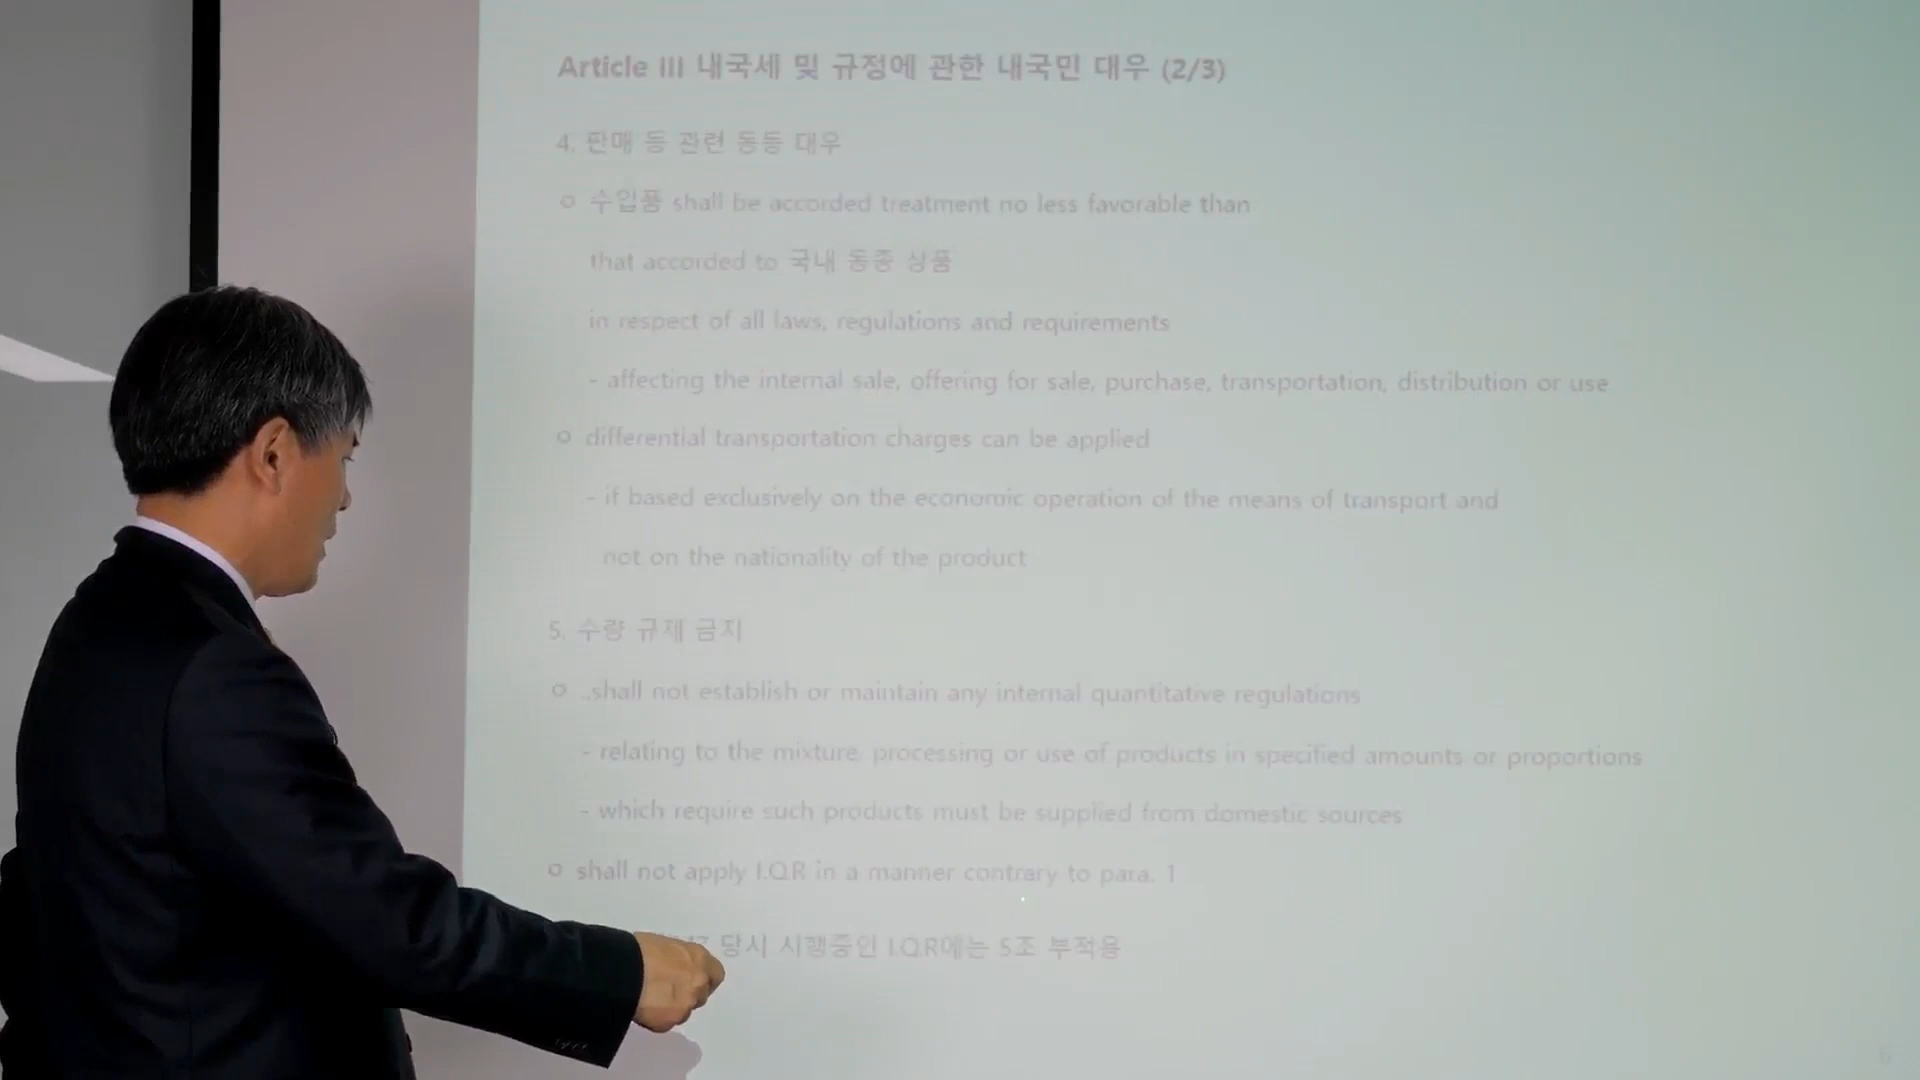 Article III 내국세 및 규정에 관한 내국민 대우 (2/3)
4. 판매 등 관련 동등 대우
o 수입품 shall be accorded treatment no less favorable than
that accorded to 국내 동종 상품
in respect of all laws, regulations and requirements
- affecting the internal sale, offering for sale, purchase, transportation, distribution or use
o differential transportation charges can be applied
- if based exclusively on the economic operation of the means of transport and
not on the nationality of the product
5. 수량 규제 금지
o ..shall not establish or maintain any internal quantitative regulations
- relating to the mixture, processing or use of products in specified amounts or proportions
- which require such products must be supplied from domestic sources
o shall not apply I.Q.R in a manner contrary to para. 1
당시 시행중인 I.Q.R에는 5조 부적용